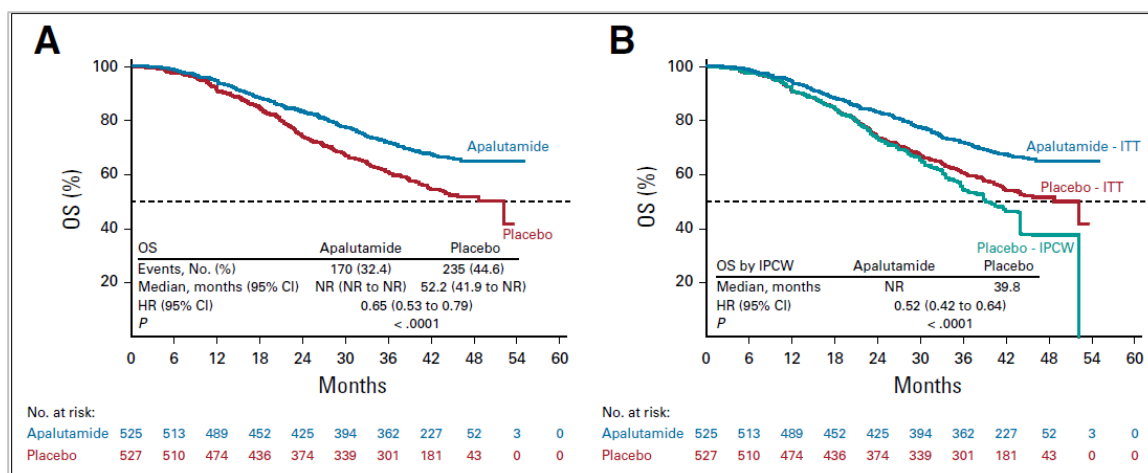 A
OS (%)
100
80
60
40
20
Apalutamide
Placebo
OS Apalutamide Placebo
Events, No. (%) 170 (32.4) 235 (44.6)
Median, months (95% CI) NR (NR to NR) 52.2 (41.9 to NR)
HR (95% CI) 0.65 (0.53 to 0.79)
P < .0001
0 6 12 18 24 30 36 42 48 54 60
Months
No. at risk:
Apalutamide 525 513 489 452 425 394 362 227 52 3 0
Placebo 527 510 474 436 374 339 301 181 43 0 0
B
OS (%)
100
80
60
40
20
Apalutamide - ITT
Placebo - ITT
Placebo - IPCW
OS by IPCW Apalutamide Placebo
Median, months NR 39.8
HR (95% CI) 0.52 (0.42 to 0.64)
P < .0001
0 6 12 18 24 30 36 42 48 54 60
Months
No. at risk:
Apalutamide 525 513 489 452 425 394 362 227 52 3 0
Placebo 527 510 474 436 374 339 301 181 43 0 0